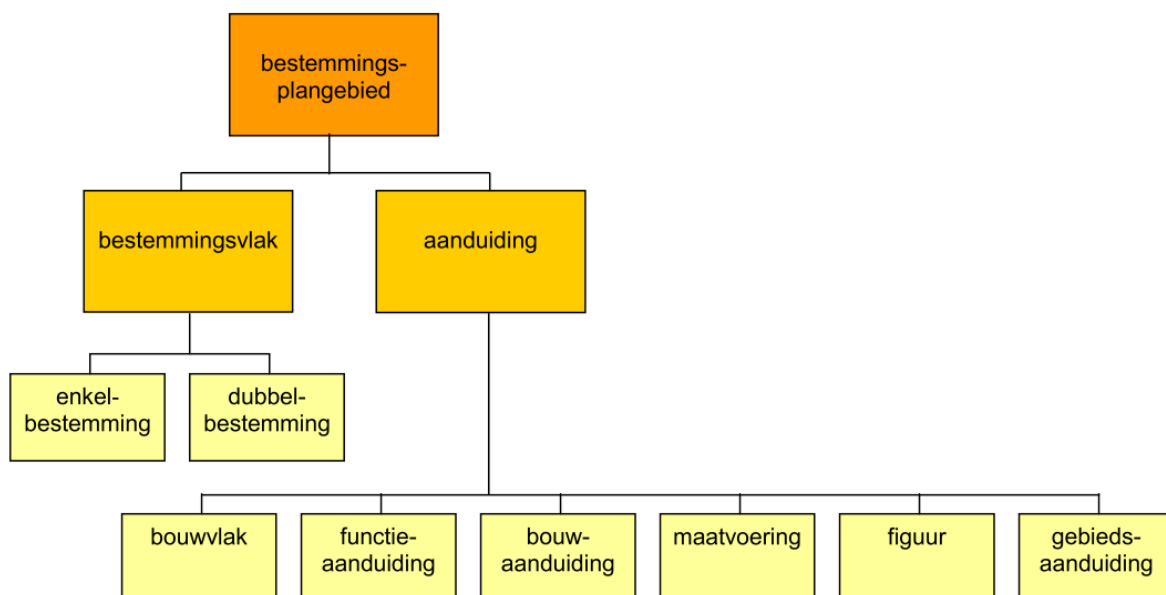 bestemmings-
plangebied
bestemmingsvlak
aanduiding
enkel-
bestemming
dubbel-
bestemming
bouwvlak
functie-
aanduiding
bouw-
aanduiding
maatvoering
figuur
gebieds-
aanduiding